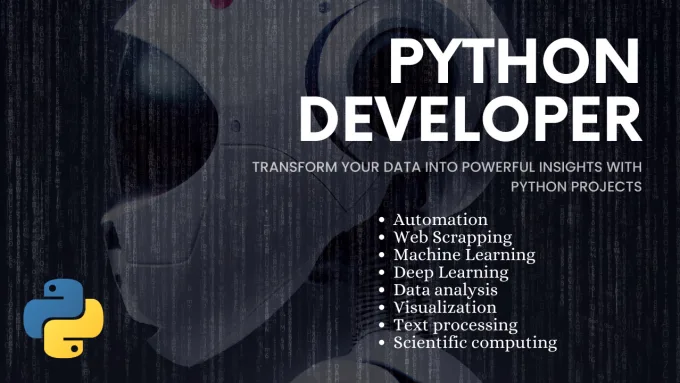 PYTHON
DEVELOPER
TRANSFORM YOUR DATA INTO POWERFUL INSIGHTS WITH
PYTHON PROJECTS
• Automation
• Web Scrapping
• Machine Learning
• Deep Learning
• Data analysis
• Visualization
• Text processing
• Scientific computing